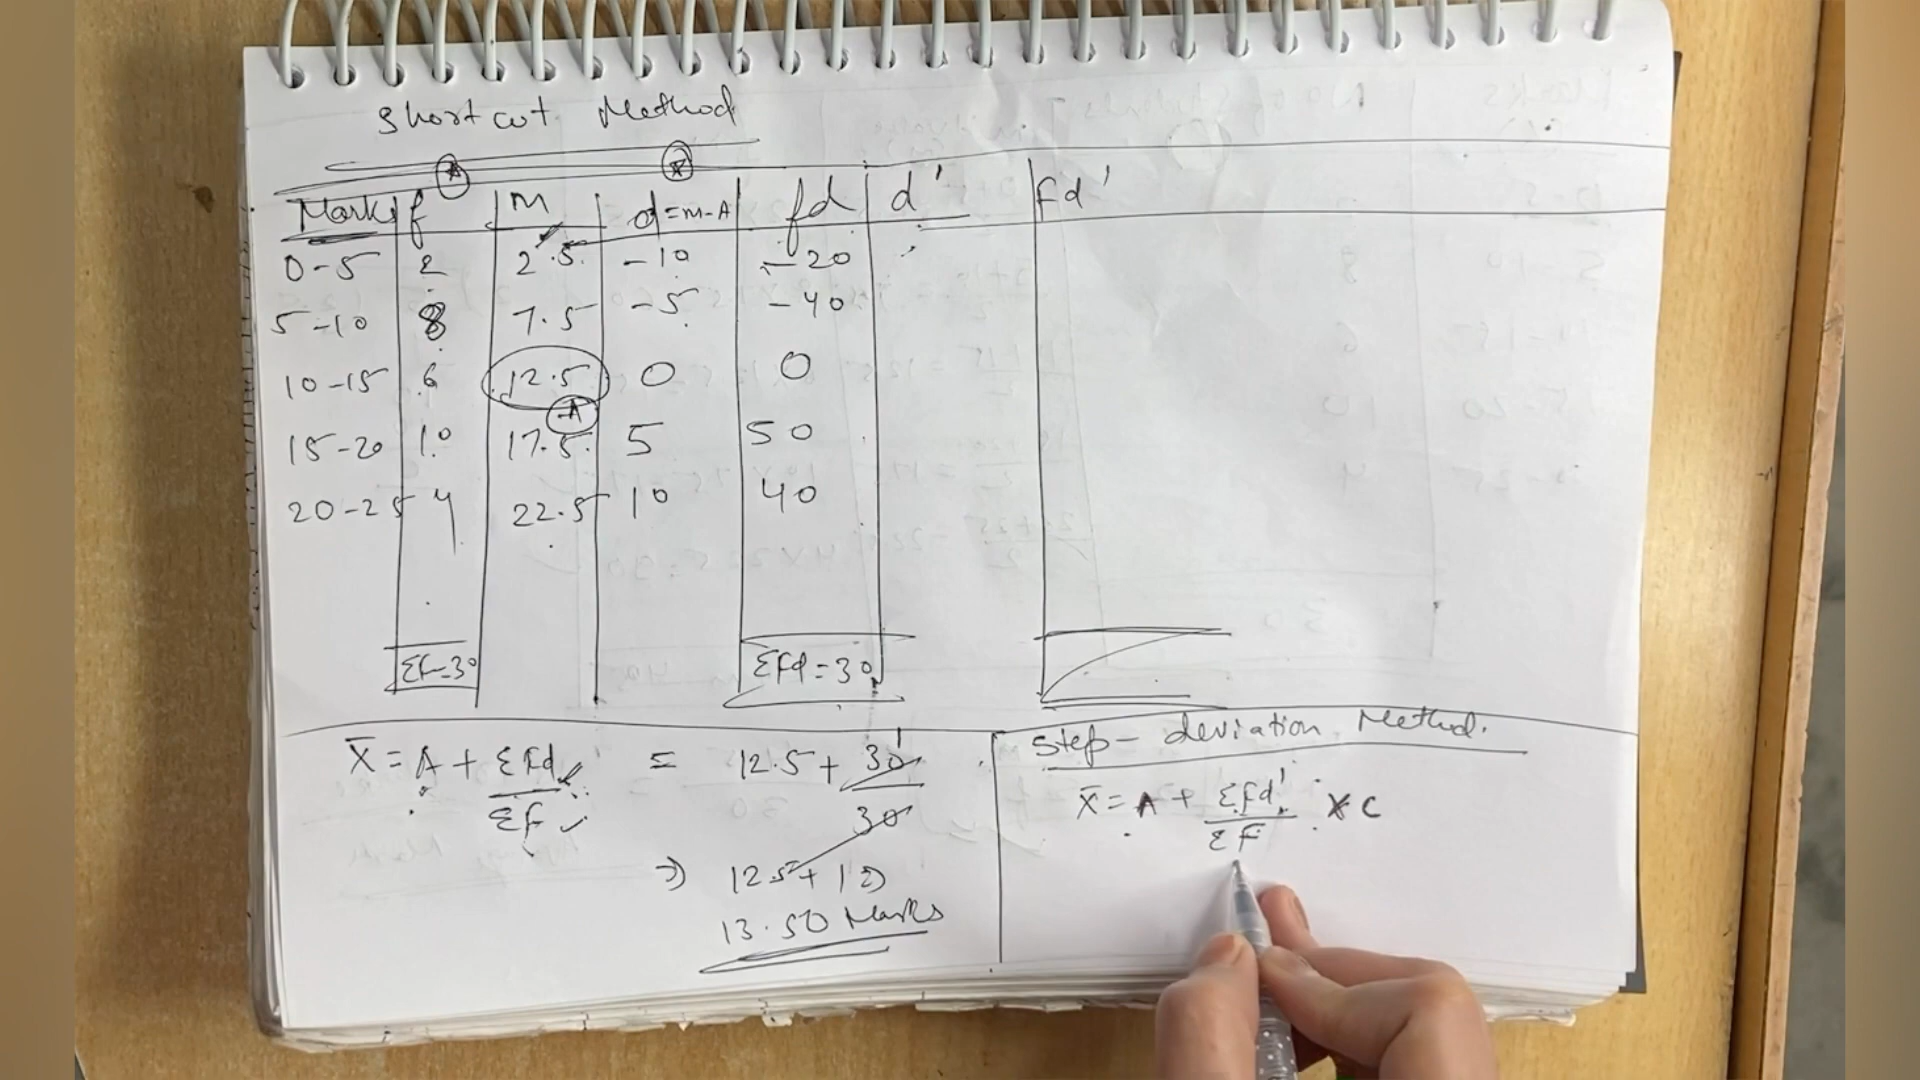 Shortcut Method
Marks f m d=m-A fd d' Fd'
0-5 2 2.5 -10 -20
5-10 8 7.5 -5 -40
10-15 6 12.5 0 0
A
15-20 10 17.5 5 50
20-25 4 22.5 10 40
Σf=30 ΣFd=30
X̄ = A + ΣFd/Σf = 12.5 + 30/30 1
⇒ 12.5 + 1 ⇒
13.50 Marks
Step-deviation Method.
X̄ = A + ΣFd'/ΣF × C